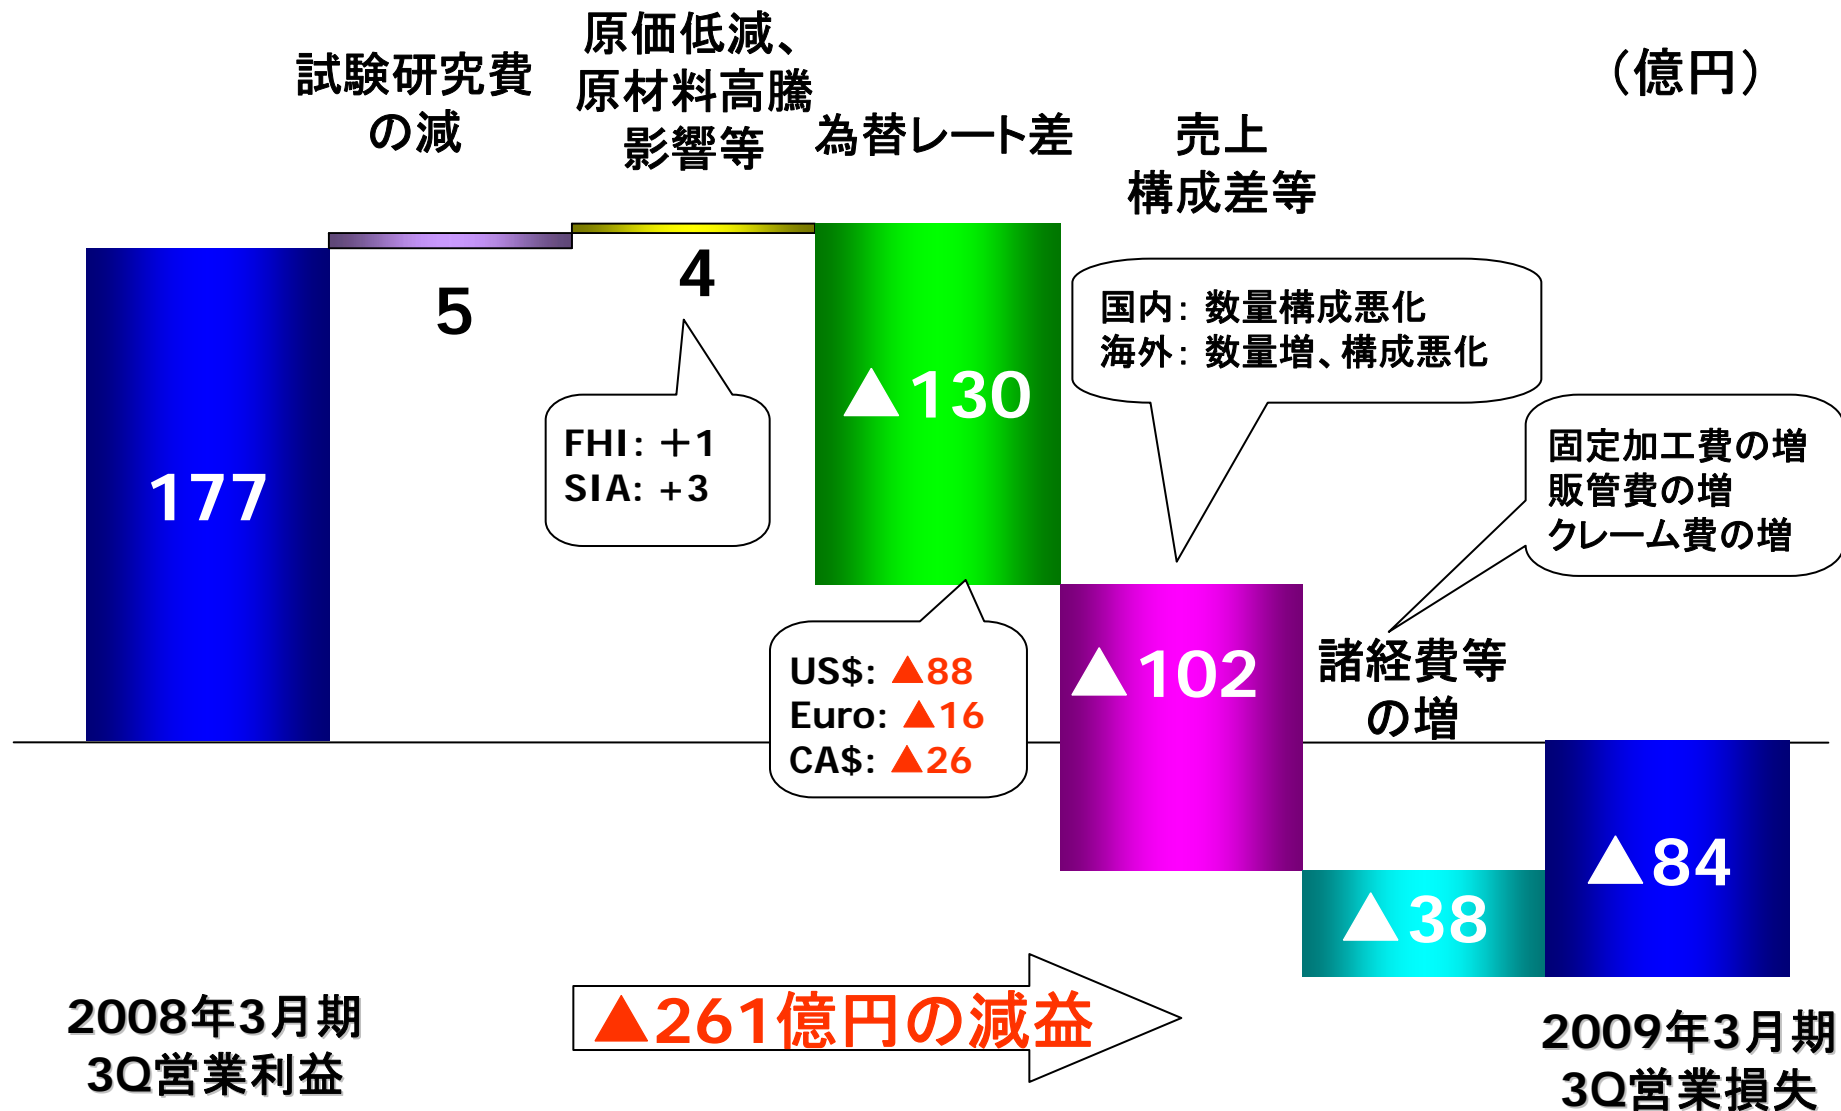 （億円）
試験研究費
の減
原価低減、
原材料高騰
影響等
為替レート差
売上
構成差等
177
5
4
FHI: ＋1
SIA: +3
▲130
US$: ▲88
Euro: ▲16
CA$: ▲26
国内: 数量構成悪化
海外: 数量増、構成悪化
▲102
固定加工費の増
販管費の増
クレーム費の増
諸経費等
の増
▲38
▲84
▲261億円の減益
2008年3月期
3Q営業利益
2009年3月期
3Q営業損失